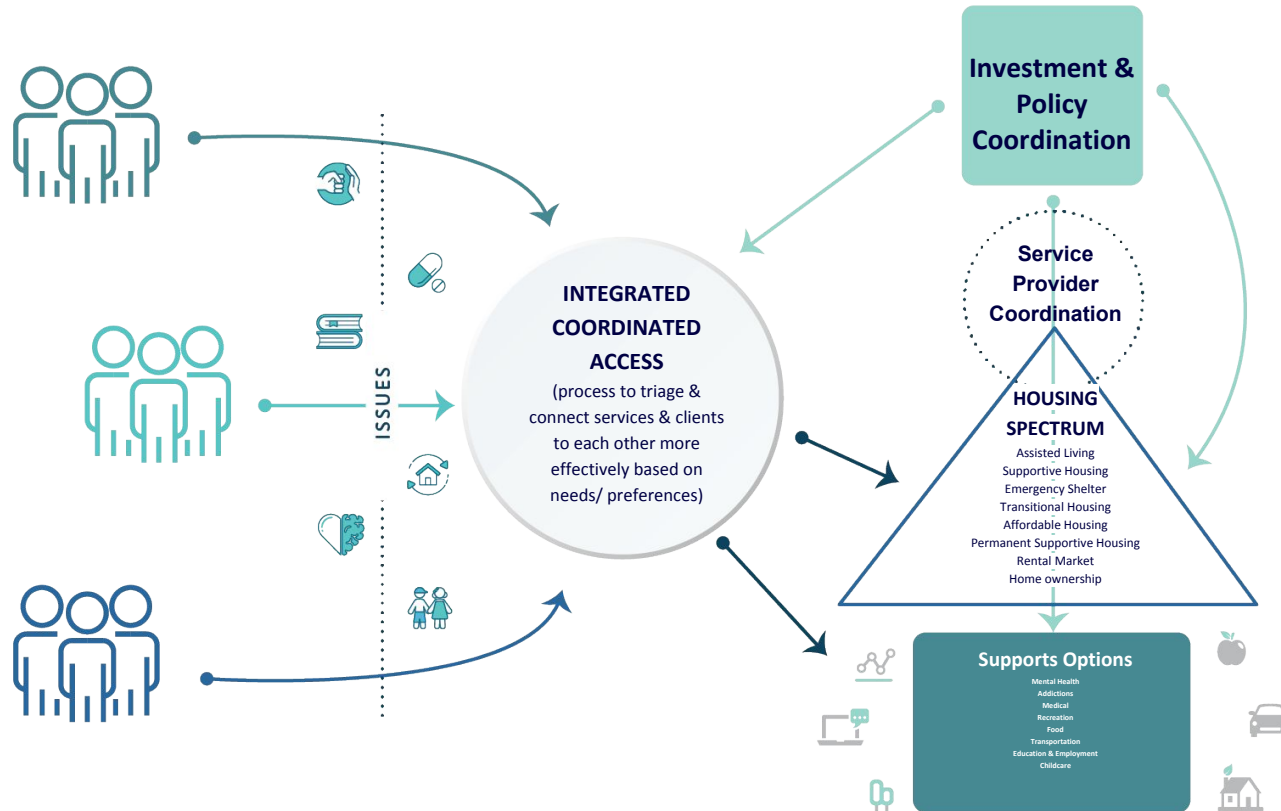 ISSUES
INTEGRATED
COORDINATED
ACCESS
(process to triage &
connect services & clients
to each other more
effectively based on
needs/ preferences)
Investment &
Policy
Coordination
Service
Provider
Coordination
HOUSING
SPECTRUM
Assisted Living
Supportive Housing
Emergency Shelter
Transitional Housing
Affordable Housing
Permanent Supportive Housing
Rental Market
Home ownership
Supports Options
Mental Health
Addictions
Medical
Recreation
Food
Transportation
Education & Employment
Childcare